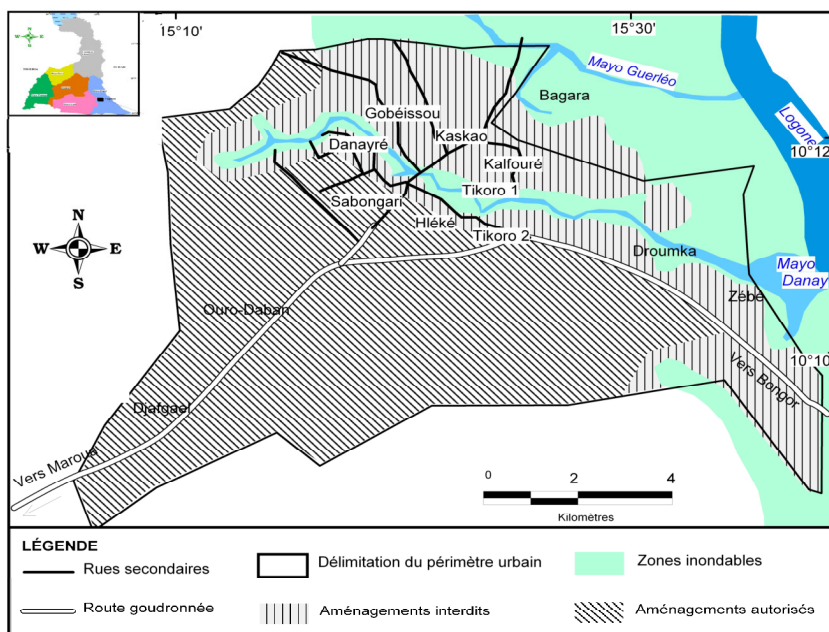 15°10'
15°30'
Mayo Guerléo
Bagara
Logone
Gobéissou
Kaskao
10°12
Danayré
Kalfouré
Tikoro 1
Sabongari
N
W E
S
Hléké
Tikoro 2
Droumka
Mayo
Danay
Zébé
Ouro-Daban
10°10
Vers Bongor
Djafgael
Vers Maroua
0 2 4
Kilomètres
LÉGENDE
Rues secondaires
Délimitation du périmètre urbain
Zones inondables
Route goudronnée
Aménagements interdits
Aménagements autorisés